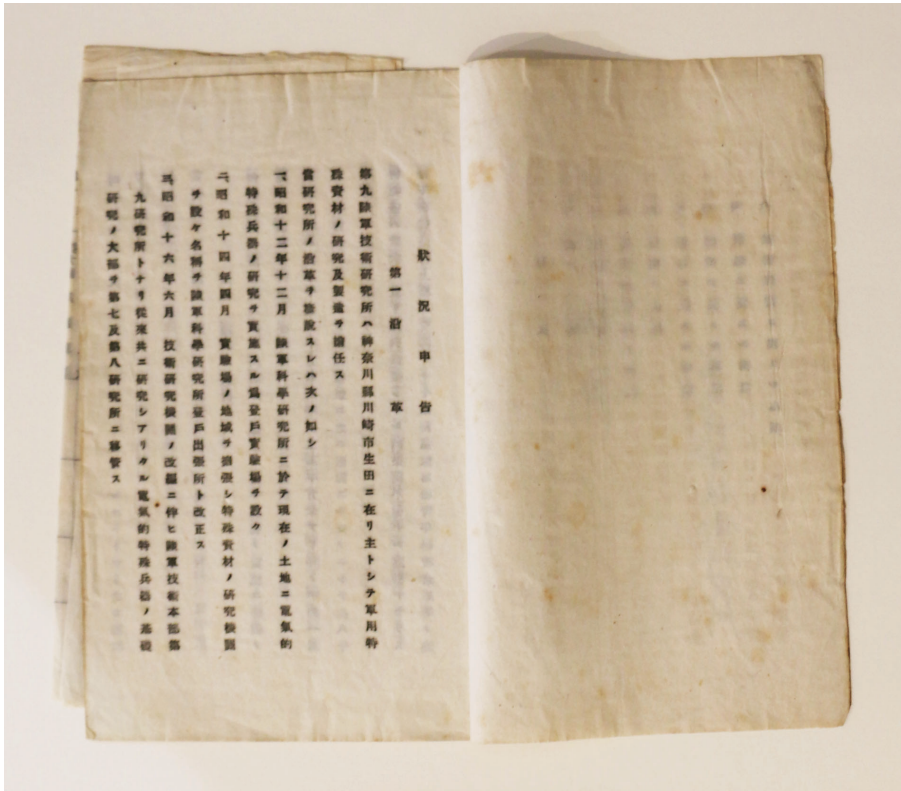 狀況申告
第一 沿革
第九陸軍技術研究所ハ神奈川縣川崎市生田ニ在リ主トシテ軍用特
殊資材ノ研究及製造ヲ擔任ス
當研究所ノ沿革ヲ槪說スレハ次ノ如シ
一、昭和十二年十二月 陸軍科學硏究所ニ於テ現在ノ土地ニ電氣的
特殊兵器ノ研究ヲ實施スル爲登戶實驗場ヲ設ク
二、昭和十四年四月 實驗場ノ地域ヲ擴張シ特殊資材ノ研究機關
ヲ設ケ名稱ヲ陸軍科學研究所登戶出張所ト改正ス
三、昭和十六年六月 技術研究機關ノ改編ニ伴ヒ陸軍技術本部第
九研究所トナリ從來共ニ研究シアリタル電氣的特殊兵器ノ基礎
研究ノ大部ヲ第七及第八研究所ニ移管ス